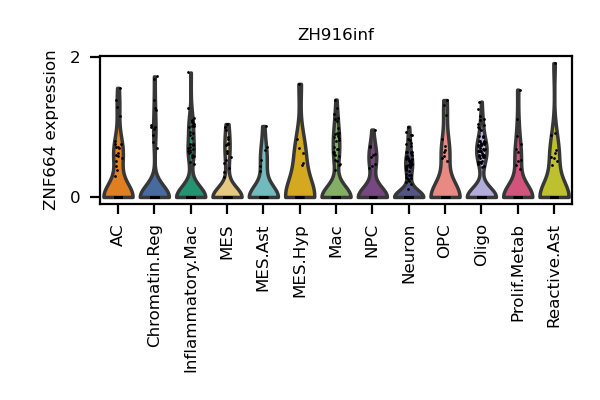 ZH916inf
ZNF664 expression
2
0
AC
Chromatin.Reg
Inflammatory.Mac
MES
MES.Ast
MES.Hyp
Mac
NPC
Neuron
OPC
Oligo
Prolif.Metab
Reactive.Ast